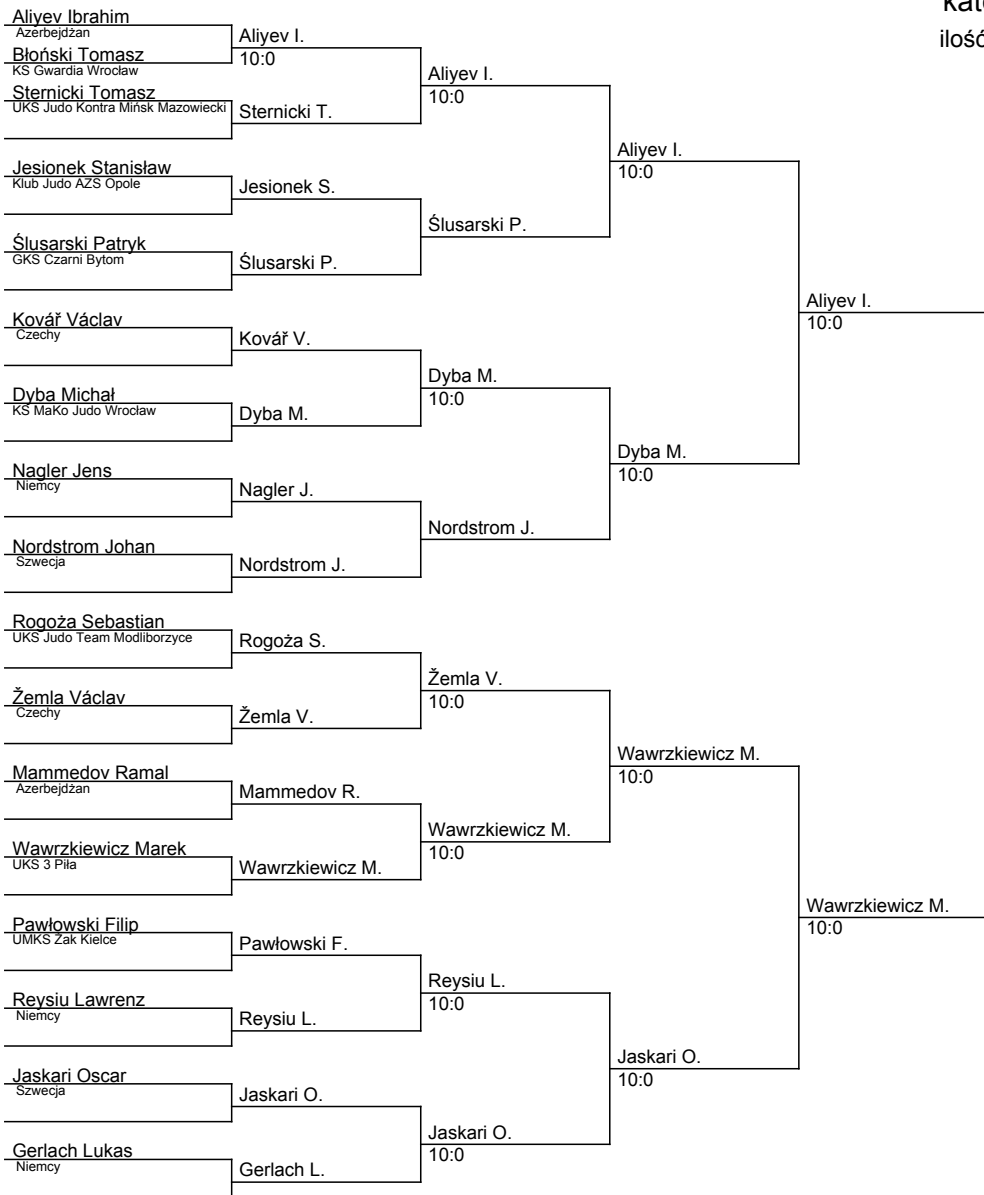 kat
ilość
Aliyev Ibrahim
Azerbejdżan
Błoński Tomasz
KS Gwardia Wrocław
Sternicki Tomasz
UKS Judo Kontra Mińsk Mazowiecki
Jesionek Stanisław
Klub Judo AZS Opole
Ślusarski Patryk
GKS Czarni Bytom
Kovář Václav
Czechy
Dyba Michał
KS MaKo Judo Wrocław
Nagler Jens
Niemcy
Nordstrom Johan
Szwecja
Rogoża Sebastian
UKS Judo Team Modliborzyce
Žemla Václav
Czechy
Mammedov Ramal
Azerbejdżan
Wawrzkiewicz Marek
UKS 3 Piła
Pawłowski Filip
UMKS Żak Kielce
Reysiu Lawrenz
Niemcy
Jaskari Oscar
Szwecja
Gerlach Lukas
Niemcy
Aliyev I.
10:0
Sternicki T.
Jesionek S.
Ślusarski P.
Kovář V.
Dyba M.
Nagler J.
Nordstrom J.
Rogoża S.
Žemla V.
Mammedov R.
Wawrzkiewicz M.
Pawłowski F.
Reysiu L.
Jaskari O.
Gerlach L.
Aliyev I.
10:0
Ślusarski P.
Dyba M.
10:0
Nordstrom J.
Žemla V.
10:0
Wawrzkiewicz M.
10:0
Reysiu L.
10:0
Jaskari O.
10:0
Aliyev I.
10:0
Dyba M.
10:0
Wawrzkiewicz M.
10:0
Jaskari O.
10:0
Aliyev I.
10:0
Wawrzkiewicz M.
10:0